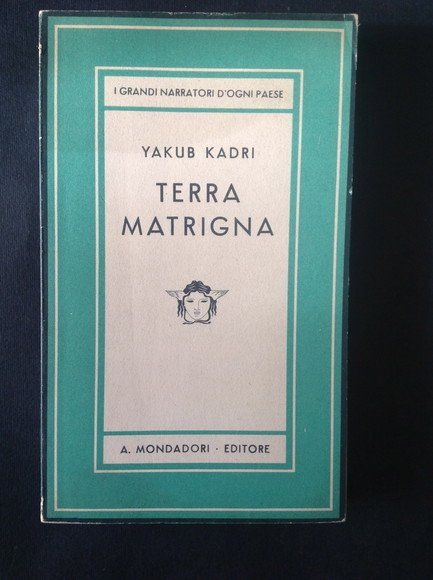 I GRANDI NARRATORI D'OGNI PAESE
YAKUB KADRI
TERRA
MATRIGNA
A. MONDADORI · EDITORE